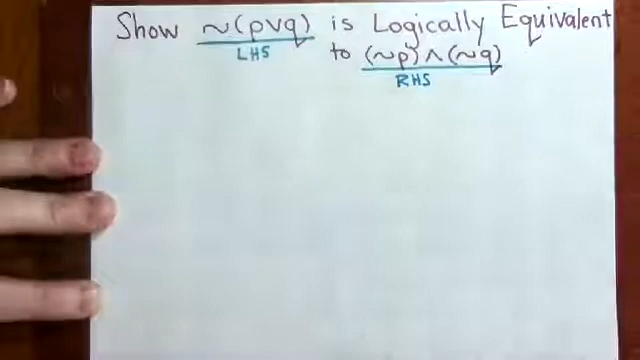 Show ~(p∨q) is Logically Equivalent
LHS
to (~p)∧(~q)
RHS